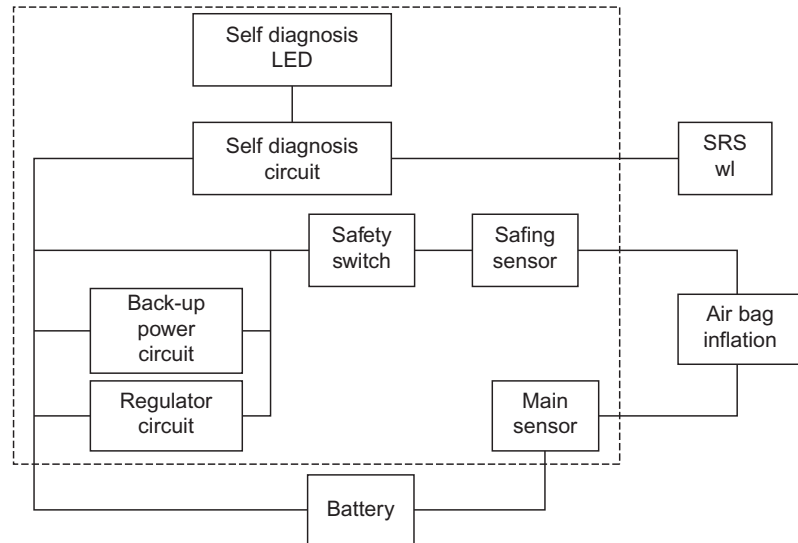 Self diagnosis
LED
Self diagnosis
circuit
SRS
wl
Safety
switch
Safing
sensor
Back-up
power
circuit
Air bag
inflation
Regulator
circuit
Main
sensor
Battery